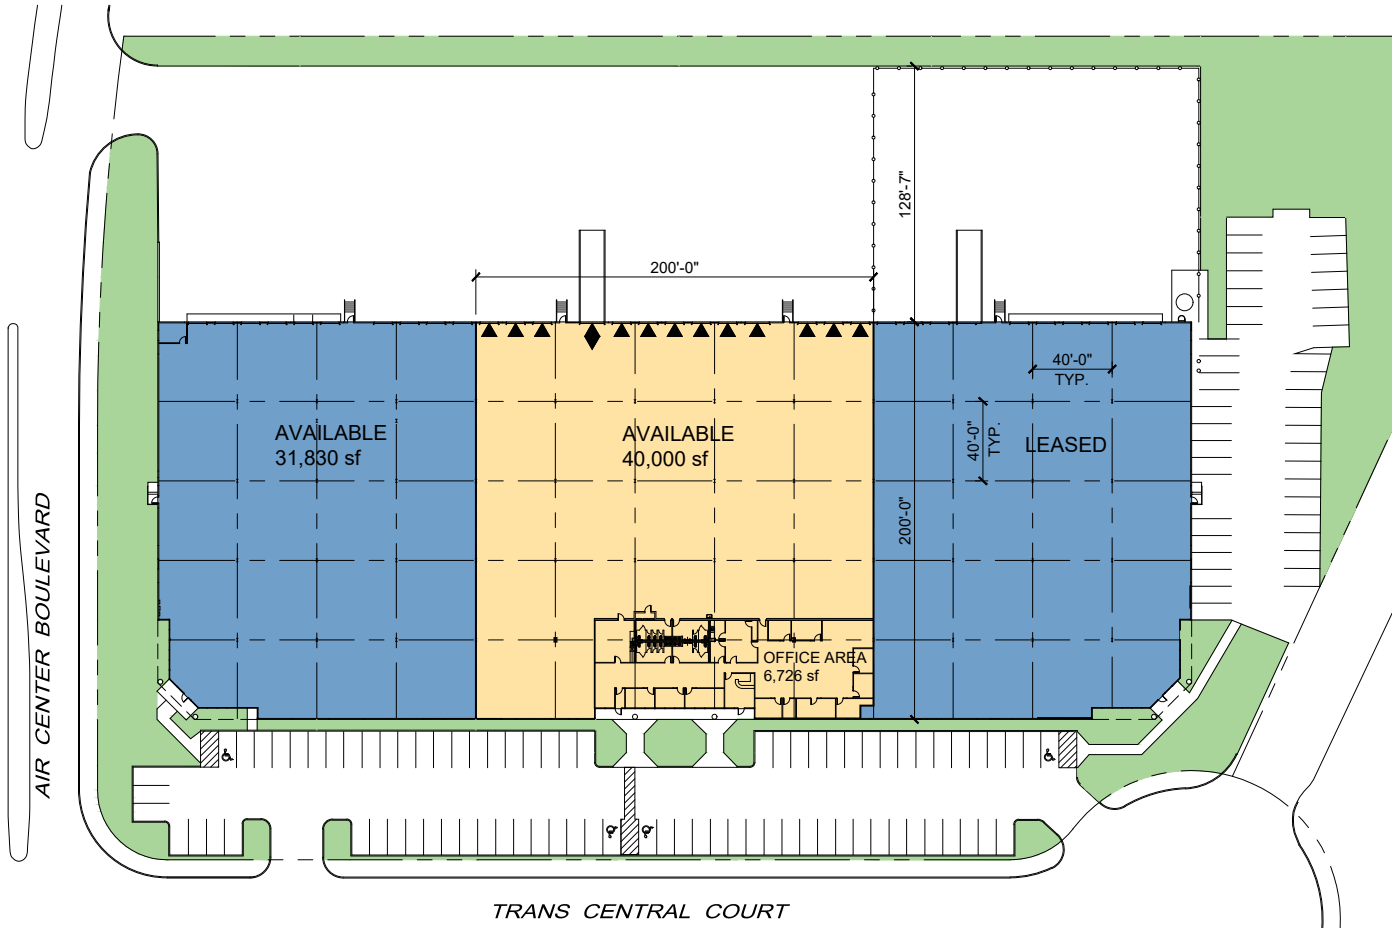 128'-7"
200'-0"
40'-0"
TYP.
AVAILABLE
31,830 sf
AVAILABLE
40,000 sf
40'-0"
TYP.
LEASED
200'-0"
AIR CENTER BOULEVARD
OFFICE AREA
6,726 sf
TRANS CENTRAL COURT